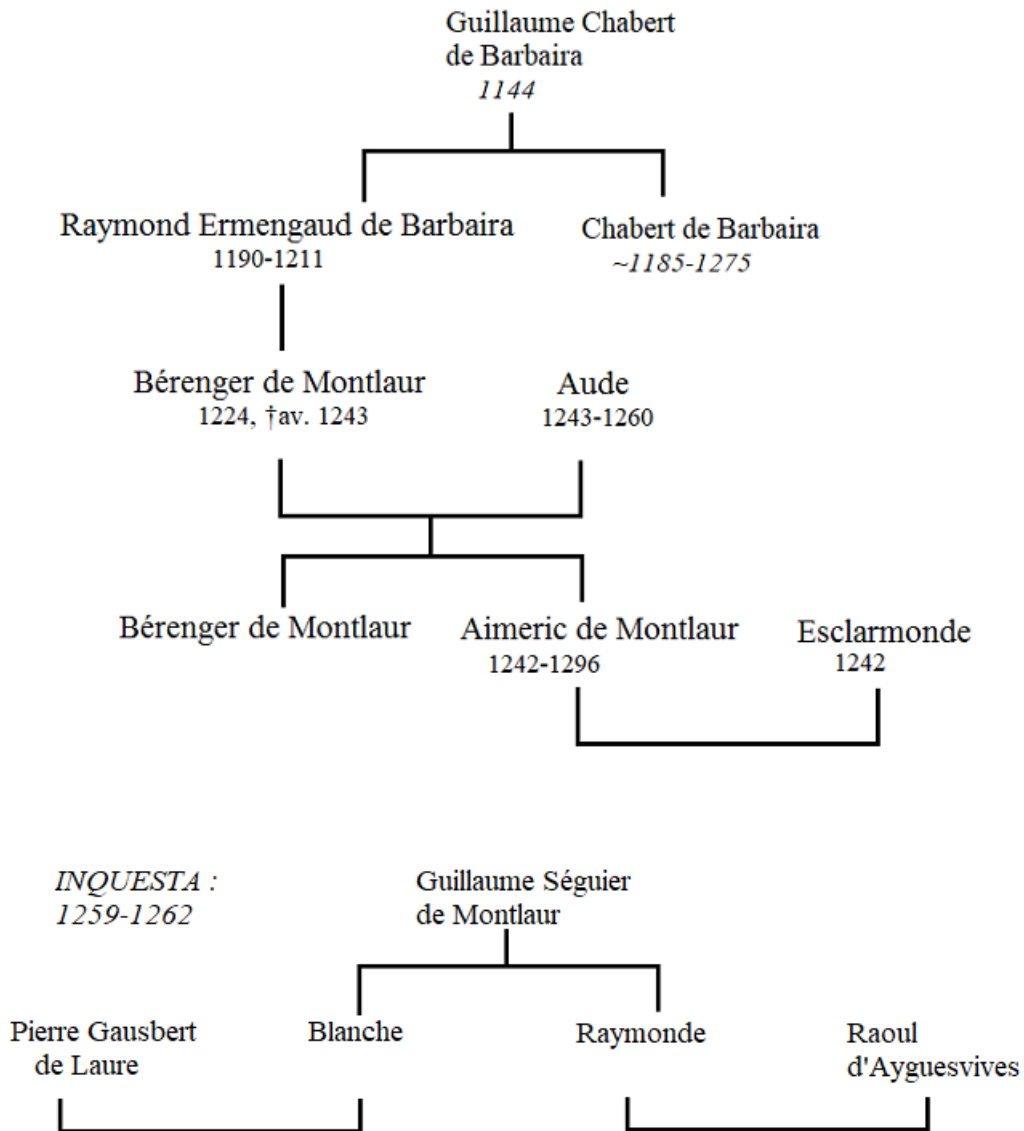 Guillaume Chabert
de Barbaira
1144
Raymond Ermengaud de Barbaira
1190-1211
Chabert de Barbaira
~1185-1275
Bérenger de Montlaur
1224, †av. 1243
Aude
1243-1260
Bérenger de Montlaur
Aimeric de Montlaur
1242-1296
Esclarmonde
1242
INQUESTA :
1259-1262
Guillaume Séguier
de Montlaur
Pierre Gausbert
de Laure
Blanche
Raymonde
Raoul
d'Ayguesvives